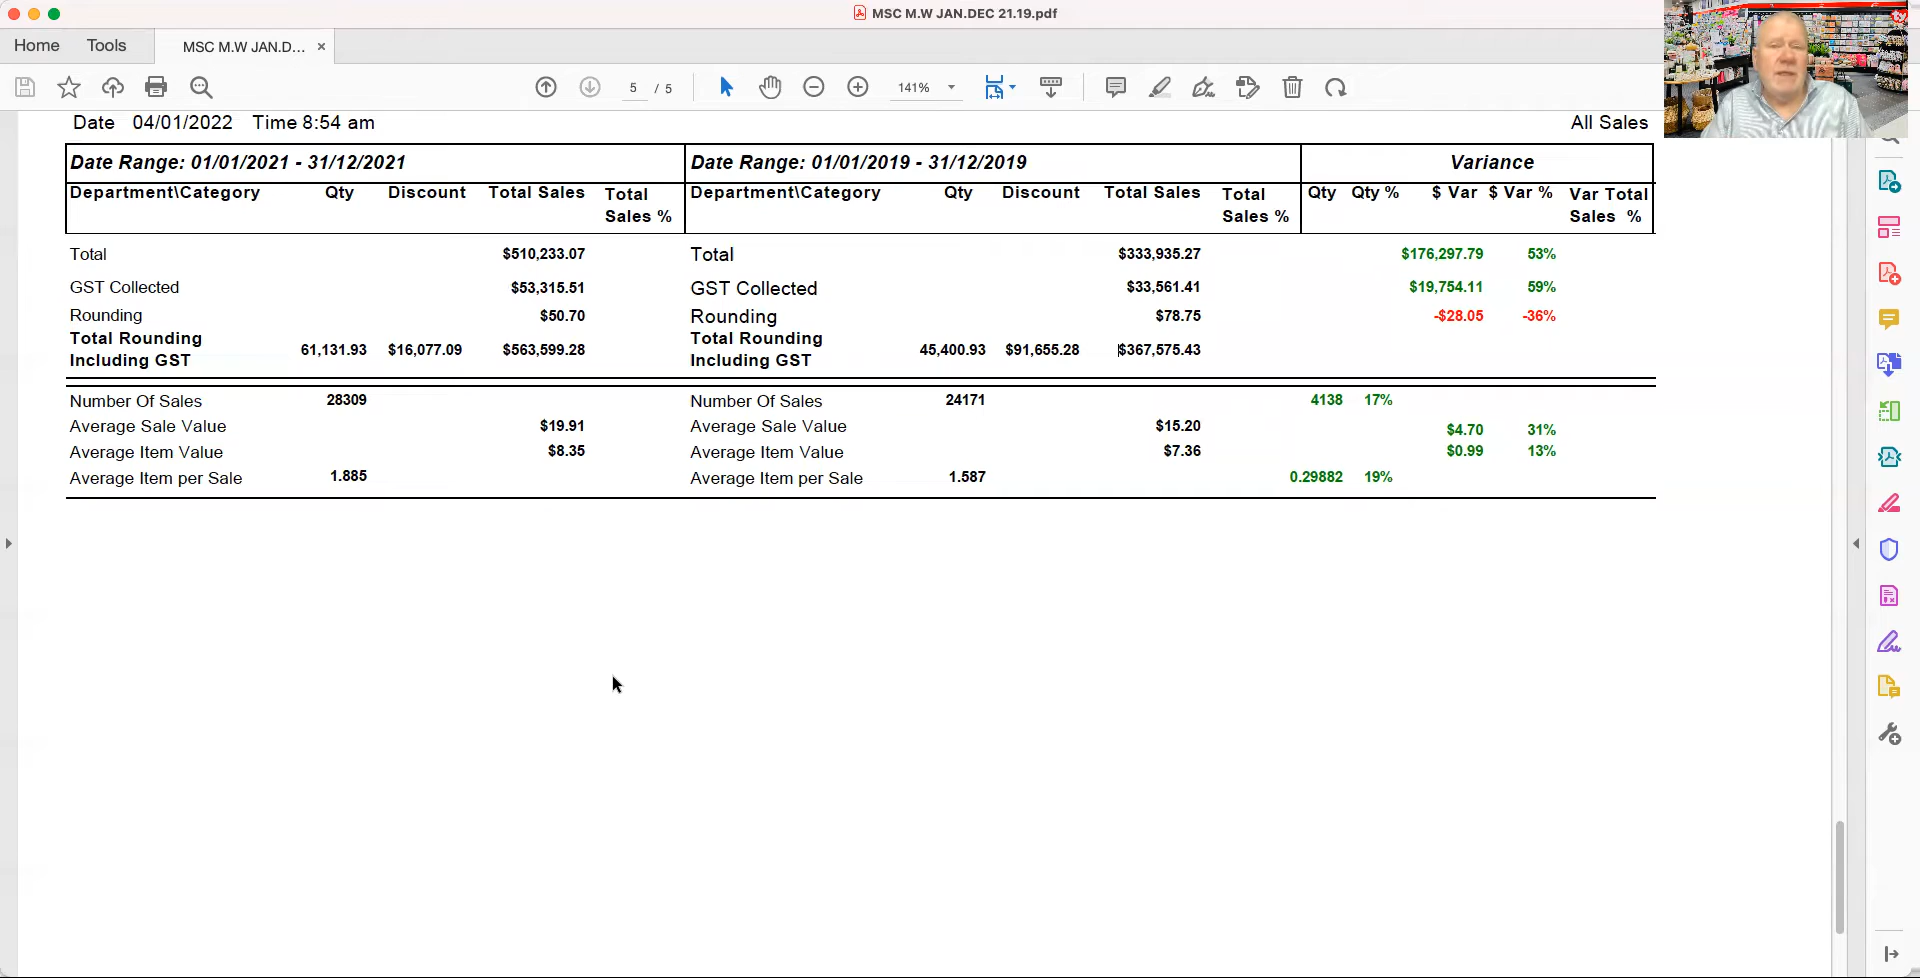 MSC M.W JAN.DEC 21.19.pdf
Home Tools MSC M.W JAN.D... ×
5 / 5 141%
Date 04/01/2022 Time 8:54 am All Sales
Date Range: 01/01/2021 - 31/12/2021 Date Range: 01/01/2019 - 31/12/2019 Variance
Department\Category Qty Discount Total Sales Total Sales % Department\Category Qty Discount Total Sales Total Sales % Qty Qty % $ Var $ Var % Var Total Sales %
Total $510,233.07 Total $333,935.27 $176,297.79 53%
GST Collected $53,315.51 GST Collected $33,561.41 $19,754.11 59%
Rounding $50.70 Rounding $78.75 -$28.05 -36%
Total Rounding Total Rounding
Including GST 61,131.93 $16,077.09 $563,599.28 Including GST 45,400.93 $91,655.28 $367,575.43
Number Of Sales 28309 Number Of Sales 24171 4138 17%
Average Sale Value $19.91 Average Sale Value $15.20 $4.70 31%
Average Item Value $8.35 Average Item Value $7.36 $0.99 13%
Average Item per Sale 1.885 Average Item per Sale 1.587 0.29882 19%